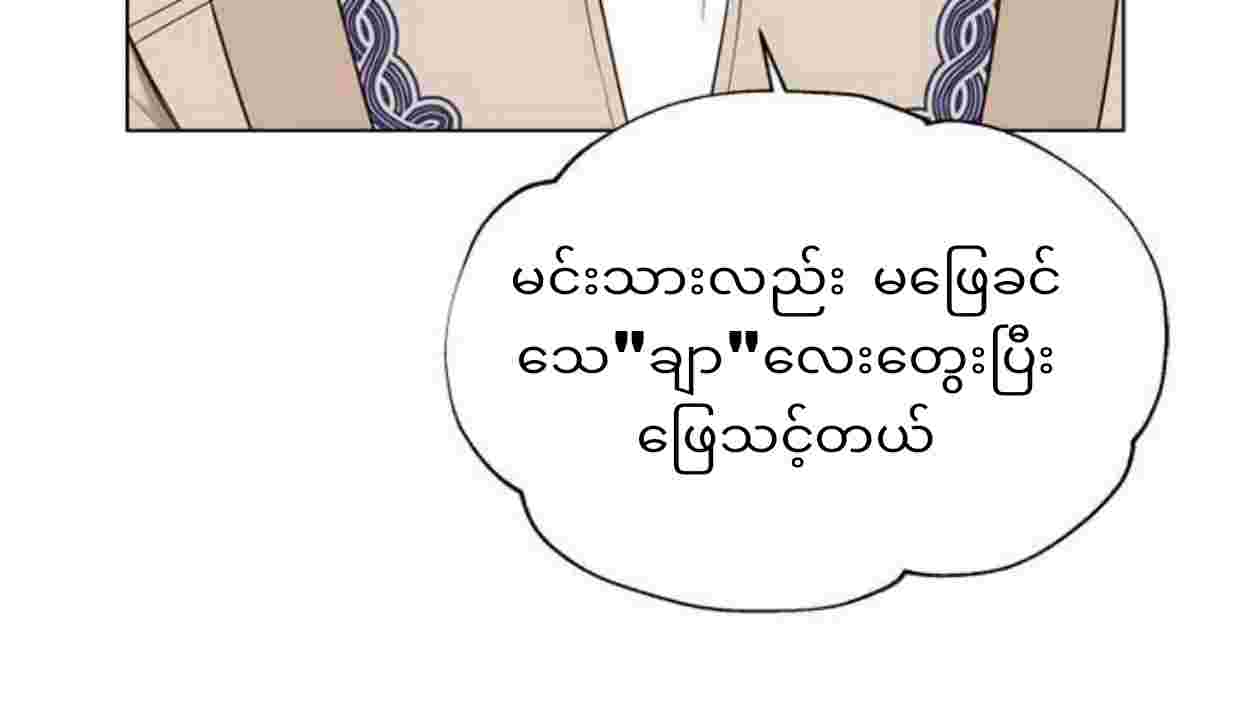 မင်းသားလည်း မဖြေခင်
သေ"ချာ"လေးတွေးပြီး
ဖြေသင့်တယ်